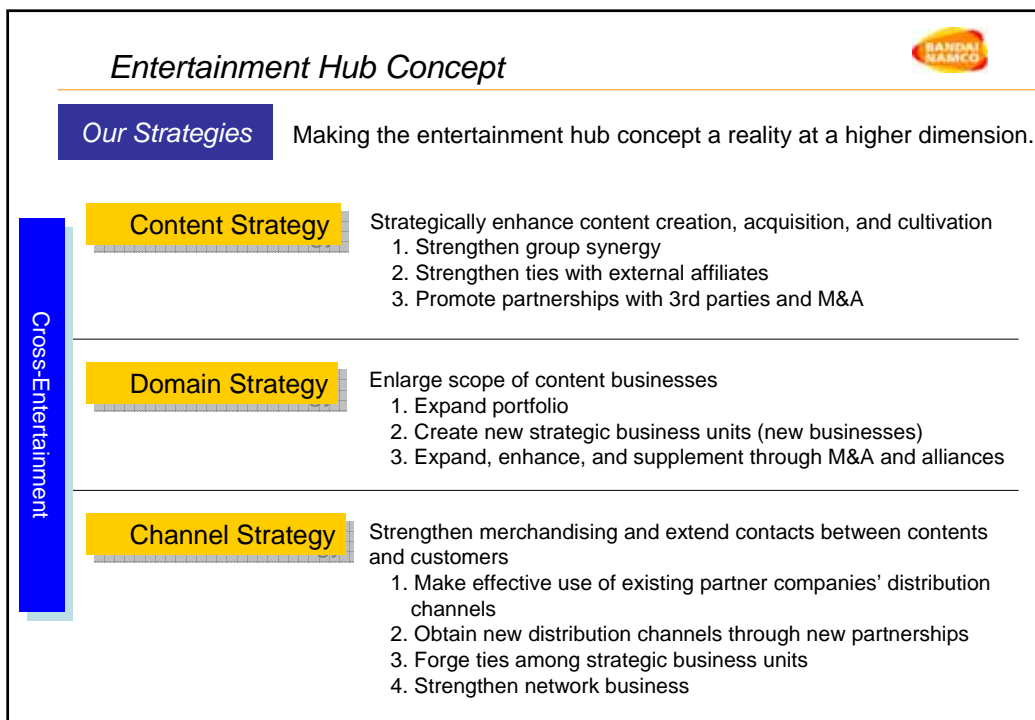 Entertainment Hub Concept
BANDAI
NAMCO
Our Strategies
Making the entertainment hub concept a reality at a higher dimension.
Cross-Entertainment
Content Strategy
Strategically enhance content creation, acquisition, and cultivation
1. Strengthen group synergy
2. Strengthen ties with external affiliates
3. Promote partnerships with 3rd parties and M&A
Domain Strategy
Enlarge scope of content businesses
1. Expand portfolio
2. Create new strategic business units (new businesses)
3. Expand, enhance, and supplement through M&A and alliances
Channel Strategy
Strengthen merchandising and extend contacts between contents
and customers
1. Make effective use of existing partner companies’ distribution
channels
2. Obtain new distribution channels through new partnerships
3. Forge ties among strategic business units
4. Strengthen network business